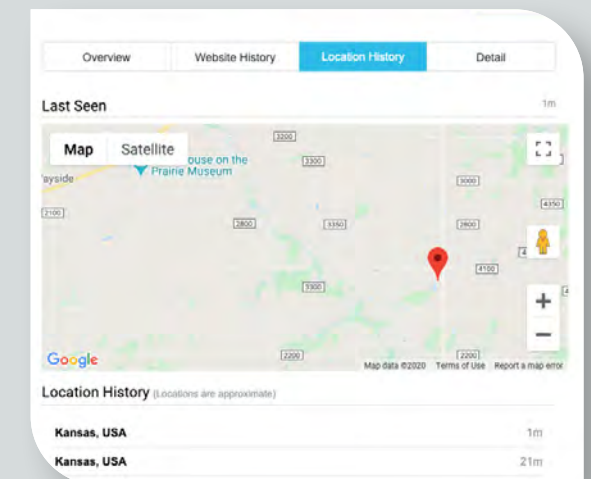 Overview Website History Location History Detail
Last Seen 1m
Map Satellite
3200
ouse on the
Prairie Museum
3300
ayside
3000
2100
4350
2800
3350
2800
4100
3300
2200
2200
Google
Map data ©2020 Terms of Use Report a map error
Location History (Locations are approximate)
Kansas, USA 1m
Kansas, USA 21m